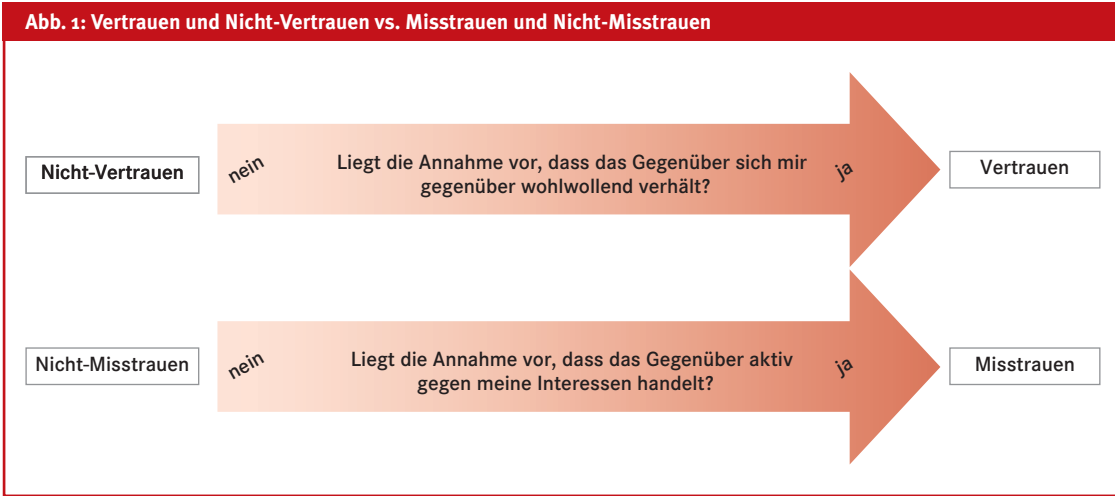 Abb. 1: Vertrauen und Nicht-Vertrauen vs. Misstrauen und Nicht-Misstrauen
Nicht-Vertrauen
nein
Liegt die Annahme vor, dass das Gegenüber sich mir
gegenüber wohlwollend verhält?
ja
Vertrauen
Nicht-Misstrauen
nein
Liegt die Annahme vor, dass das Gegenüber aktiv
gegen meine Interessen handelt?
ja
Misstrauen